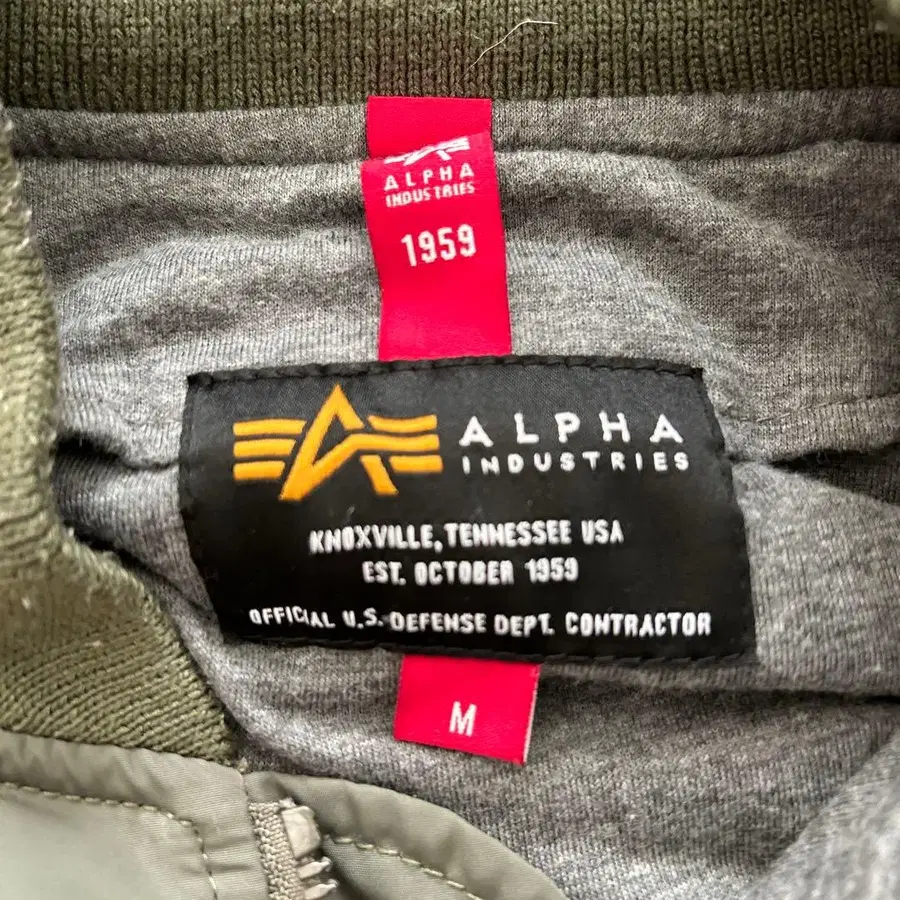 ALPHA
INDUSTRIES
1959
ALPHA
INDUSTRIES
KNOXVILLE, TENNESSEE USA
EST. OCTOBER 1959
OFFICIAL U.S. DEFENSE DEPT. CONTRACTOR
M